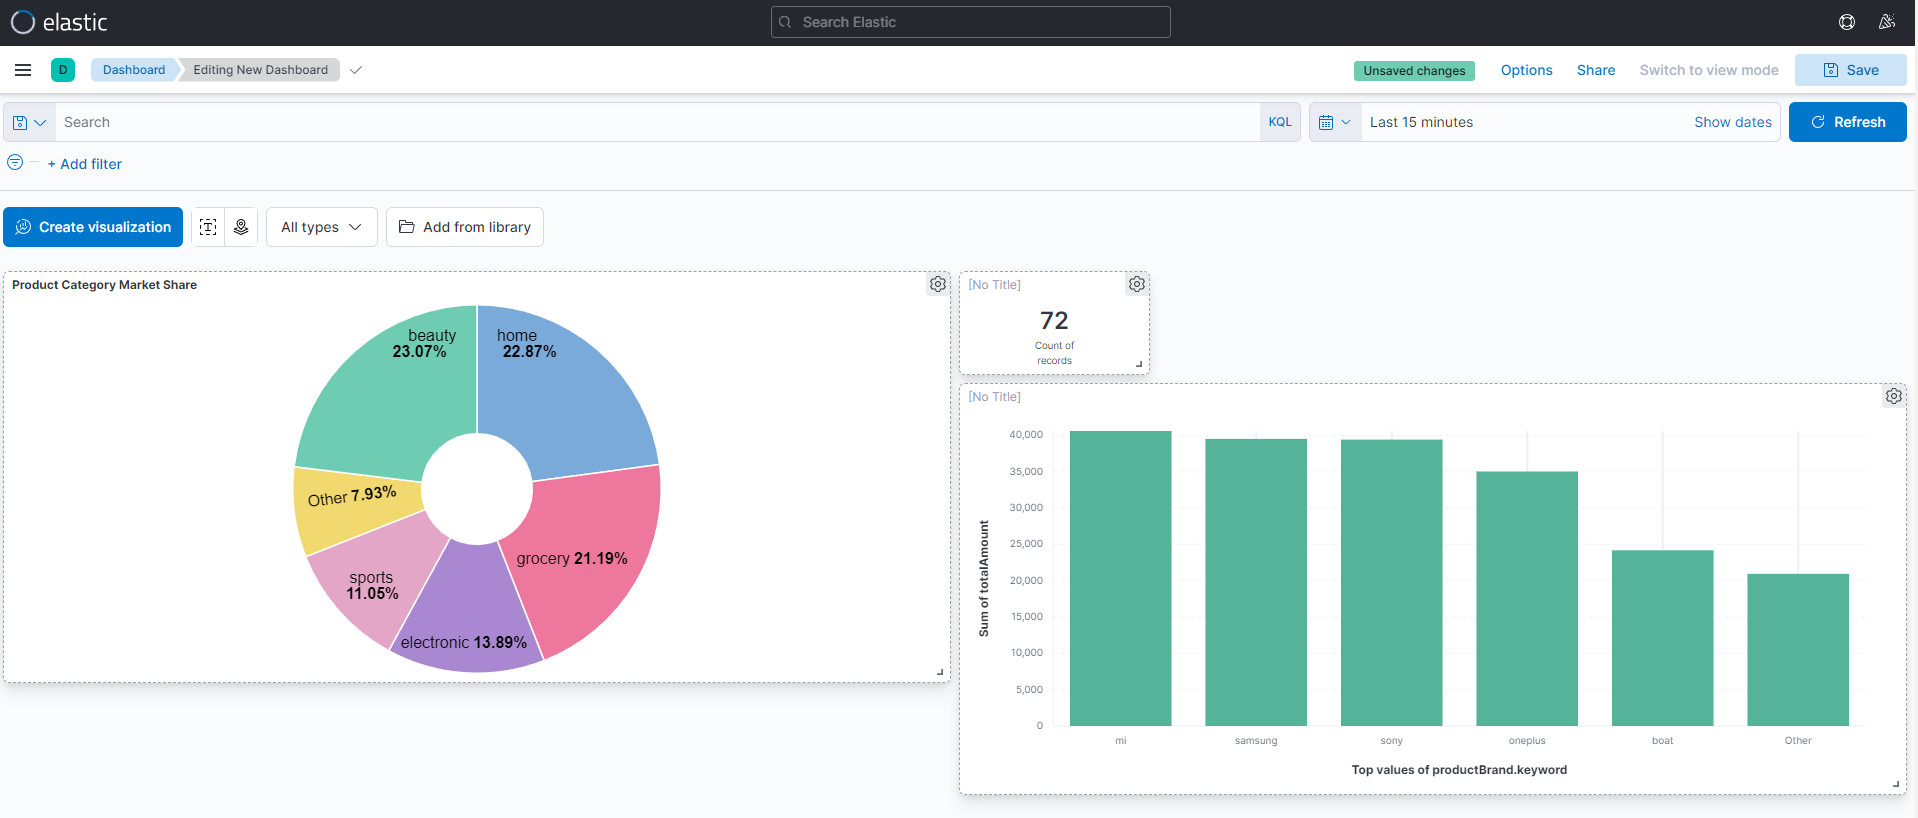 elastic
Search Elastic
D
Dashboard
Editing New Dashboard
Unsaved changes
Options
Share
Switch to view mode
Save
Search
KQL
Last 15 minutes
Show dates
Refresh
+ Add filter
Create visualization
T
All types
Add from library
Product Category Market Share
beauty
23.07%
home
22.87%
Other 7.93%
grocery 21.19%
sports
11.05%
electronic 13.89%
[No Title]
72
Count of
records
[No Title]
40,000
35,000
30,000
25,000
20,000
15,000
10,000
5,000
0
Sum of totalAmount
mi
samsung
sony
oneplus
boat
Other
Top values of productBrand.keyword